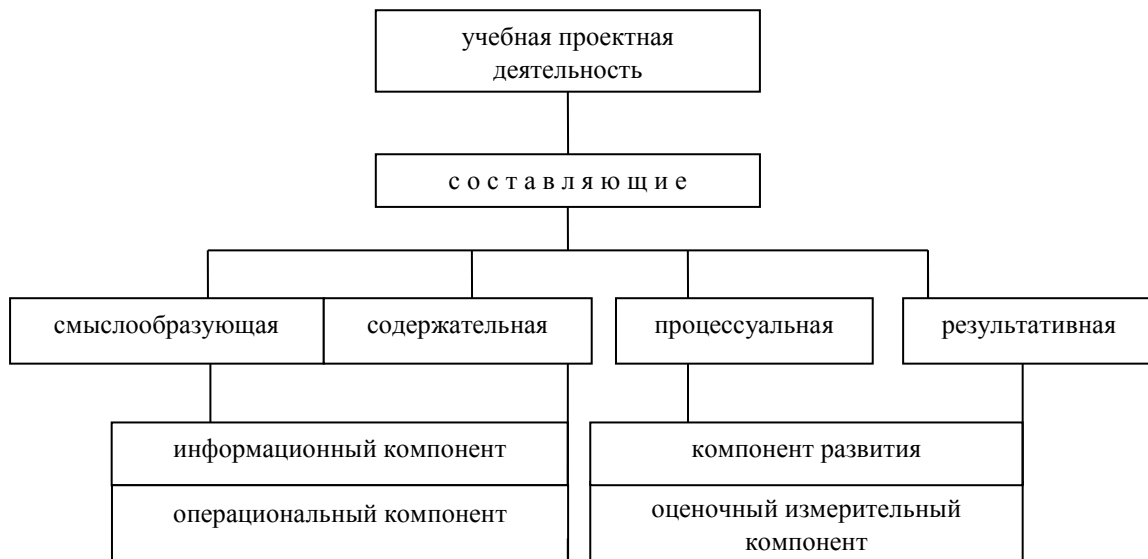 учебная проектная
деятельность
с о с т а в л я ю щ и е
смыслообразующая
содержательная
процессуальная
результативная
информационный компонент
компонент развития
операциональный компонент
оценочный измерительный
компонент